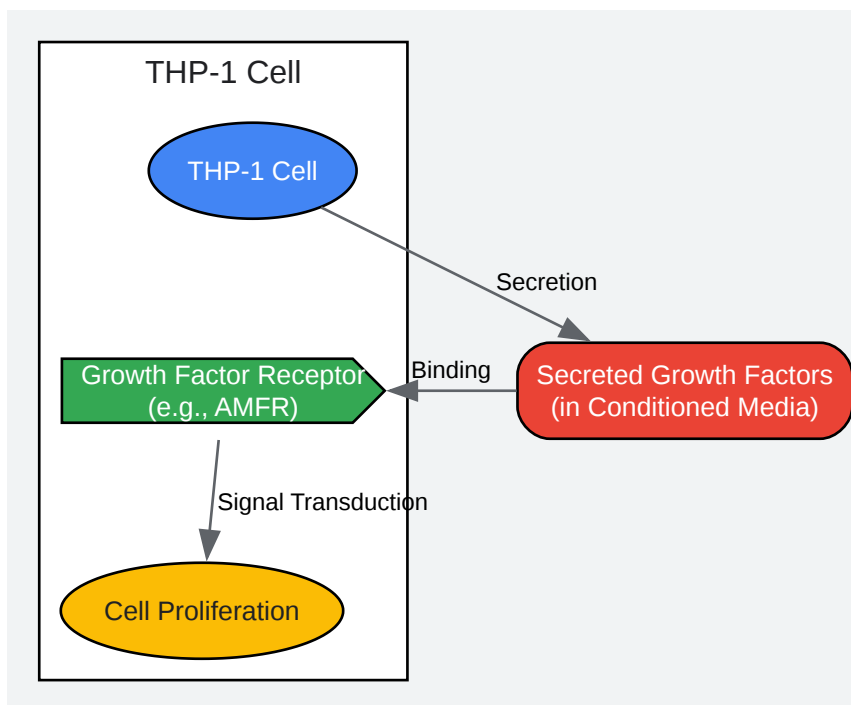 THP-1 Cell
THP-1 Cell
Secretion
Growth Factor Receptor
(e.g., AMFR)
Binding
Secreted Growth Factors
(in Conditioned Media)
Signal Transduction
Cell Proliferation